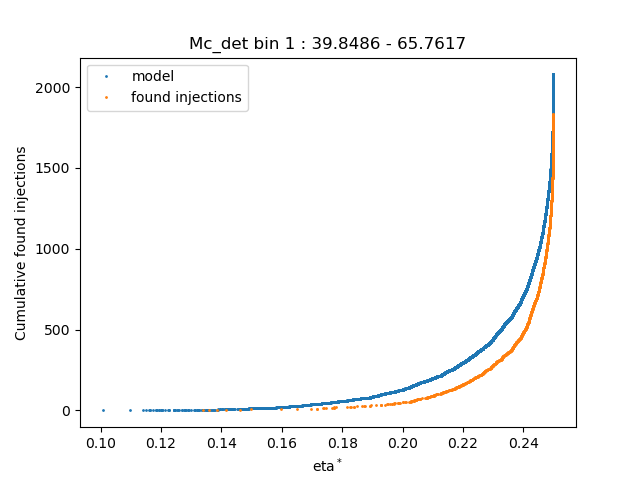 Mc_det bin 1 : 39.8486 - 65.7617
model
found injections
Cumulative found injections
2000
1500
1000
500
0
0.10 0.12 0.14 0.16 0.18 0.20 0.22 0.24
eta*